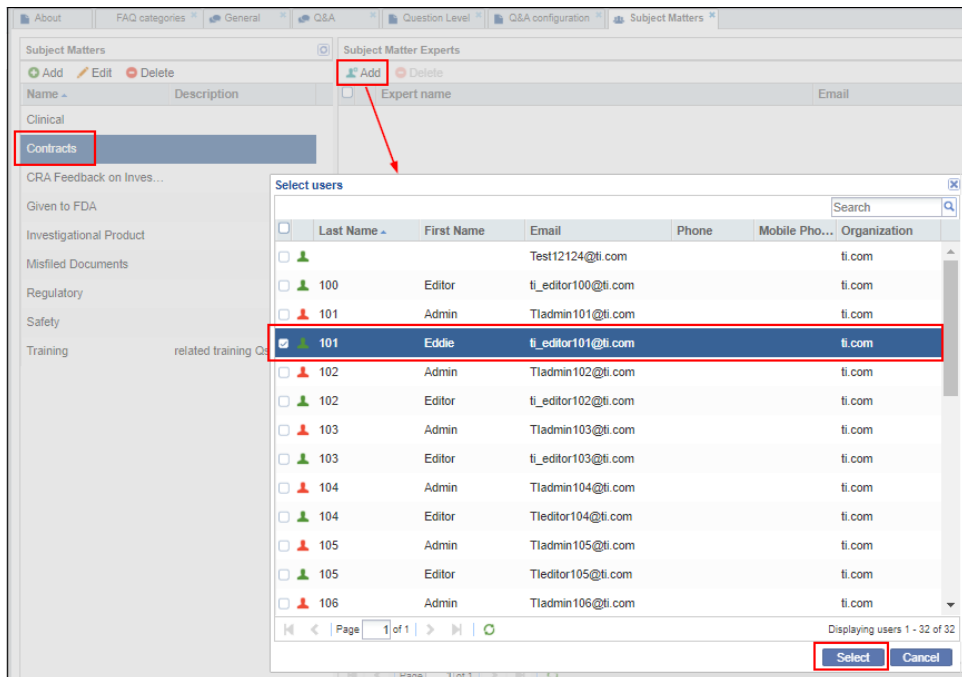 About FAQ categories General Q&A Question Level Q&A configuration Subject Matters
Subject Matters
Add Edit Delete
Name Description
Clinical
Contracts
CRA Feedback on Inves...
Given to FDA
Investigational Product
Misfiled Documents
Regulatory
Safety
Training related training Qs
Subject Matter Experts
Add Delete
Expert name Email
Select users
Search
Last Name First Name Email Phone Mobile Pho... Organization
Test12124@ti.com ti.com
100 Editor ti_editor100@ti.com ti.com
101 Admin TIadmin101@ti.com ti.com
101 Eddie ti_editor101@ti.com ti.com
102 Admin TIadmin102@ti.com ti.com
102 Editor ti_editor102@ti.com ti.com
103 Admin TIadmin103@ti.com ti.com
103 Editor ti_editor103@ti.com ti.com
104 Admin TIadmin104@ti.com ti.com
104 Editor TIeditor104@ti.com ti.com
105 Admin TIadmin105@ti.com ti.com
105 Editor TIeditor105@ti.com ti.com
106 Admin TIadmin106@ti.com ti.com
Page 1 of 1 Displaying users 1 - 32 of 32
Select Cancel
Page 1 of 1